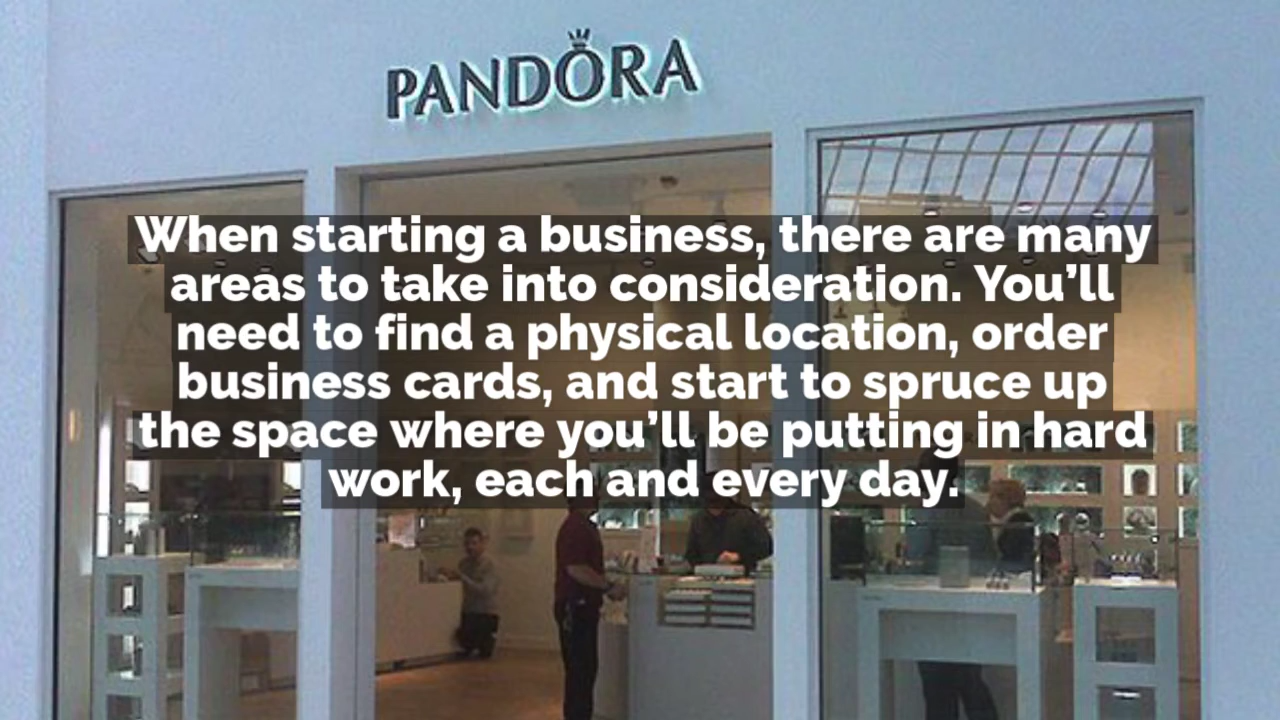 PANDORA
When starting a business, there are many
areas to take into consideration. You’ll
need to find a physical location, order
business cards, and start to spruce up
the space where you’ll be putting in hard
work, each and every day.